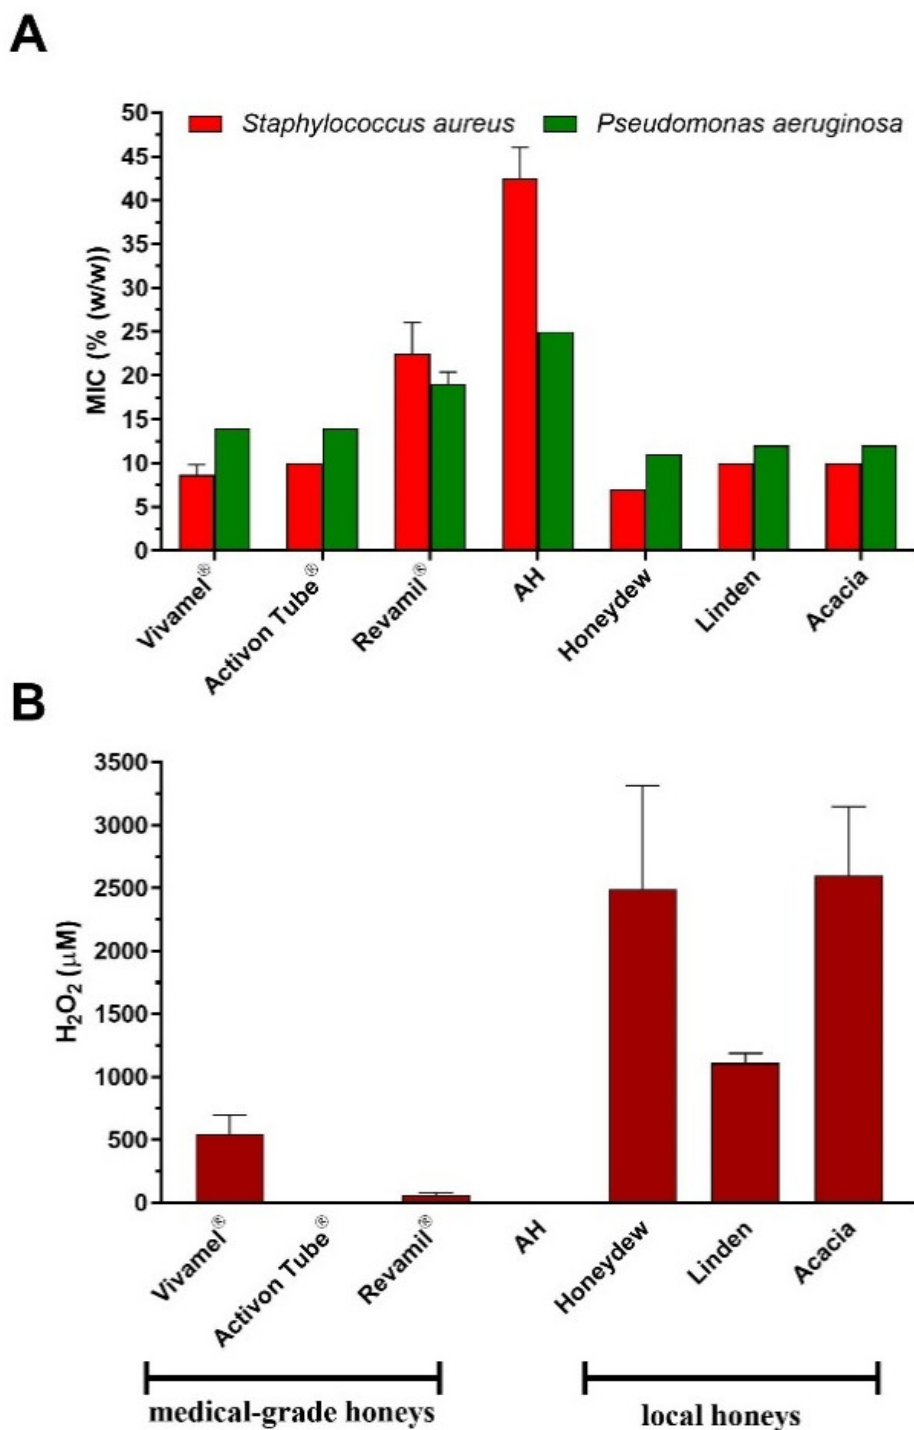 A
Staphylococcus aureus Pseudomonas aeruginosa
50
45
40
35
30
25
20
15
10
5
0
MIC (% (w/w))
Vivamel®
Activon Tube®
Revamil®
AH
Honeydew
Linden
Acacia
B
3500
3000
2500
2000
1500
1000
500
0
H₂O₂ (µM)
Vivamel®
Activon Tube®
Revamil®
AH
Honeydew
Linden
Acacia
medical-grade honeys
local honeys